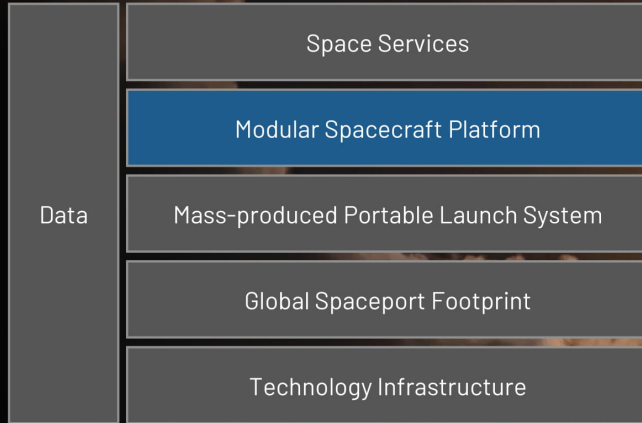 Data
Space Services
Modular Spacecraft Platform
Mass-produced Portable Launch System
Global Spaceport Footprint
Technology Infrastructure